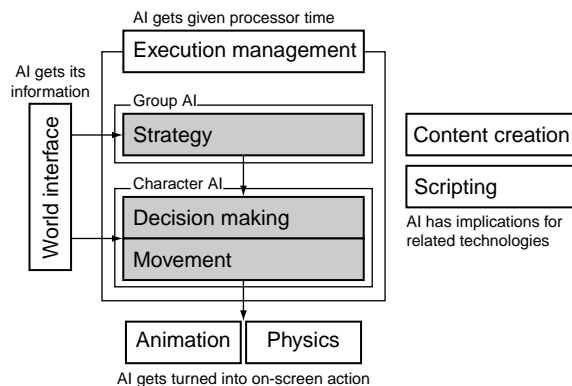 AI gets given processor time
Execution management
AI gets its
information
World interface
Group AI
Strategy
Character AI
Decision making
Movement
Animation
Physics
AI gets turned into on-screen action
Content creation
Scripting
AI has implications for
related technologies